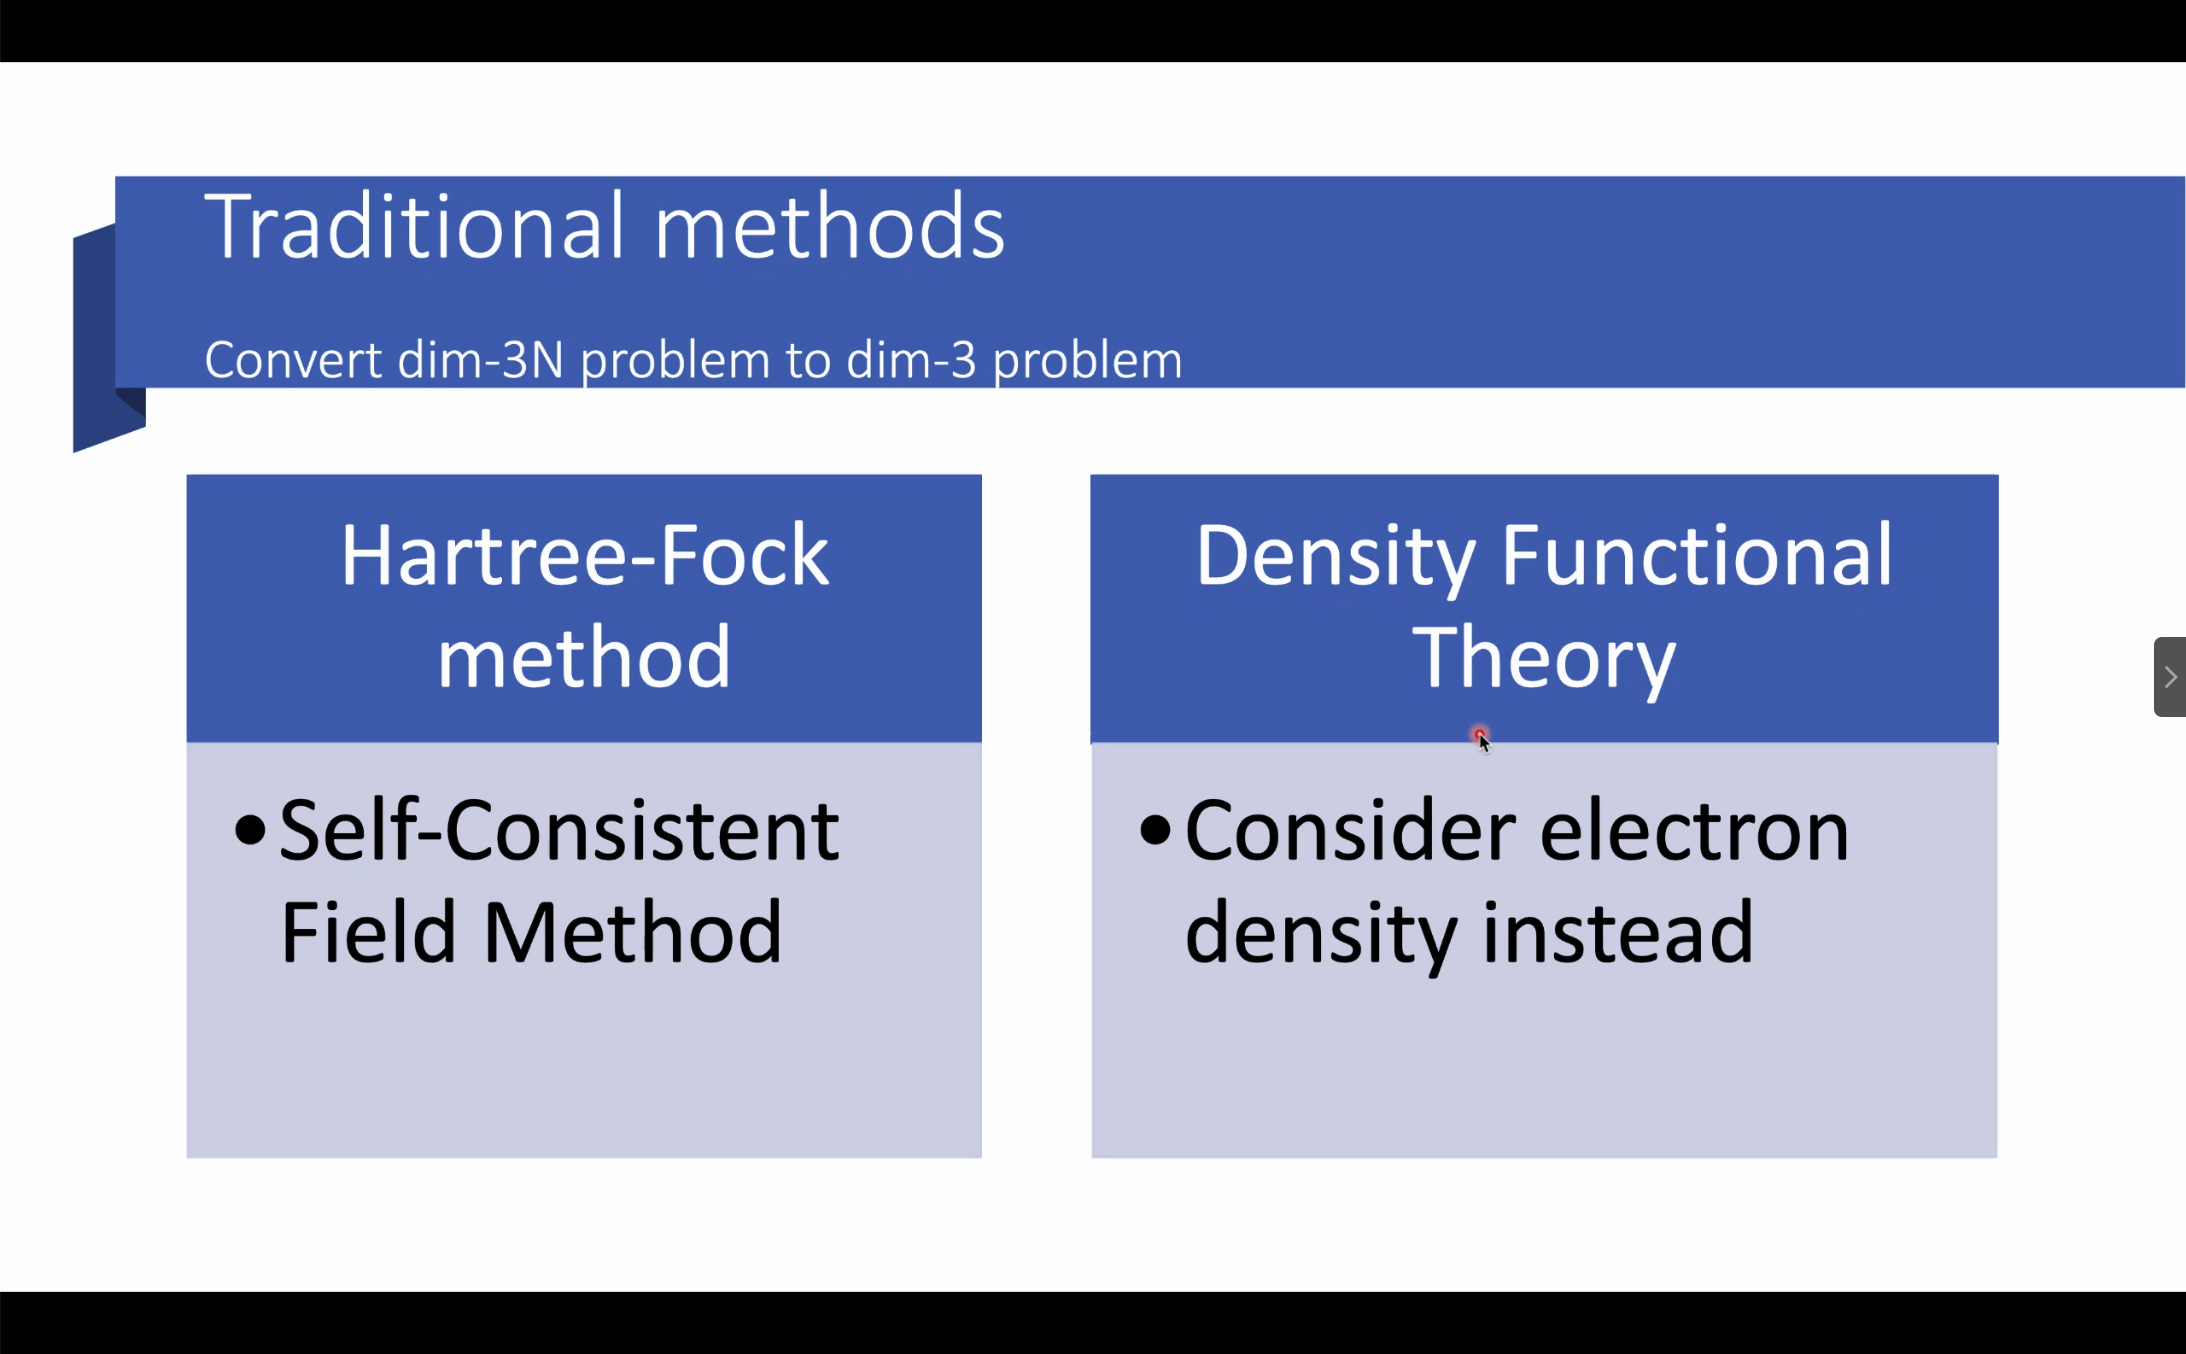 Traditional methods
Convert dim-3N problem to dim-3 problem
Hartree-Fock
method
•Self-Consistent
Field Method
Density Functional
Theory
•Consider electron
density instead